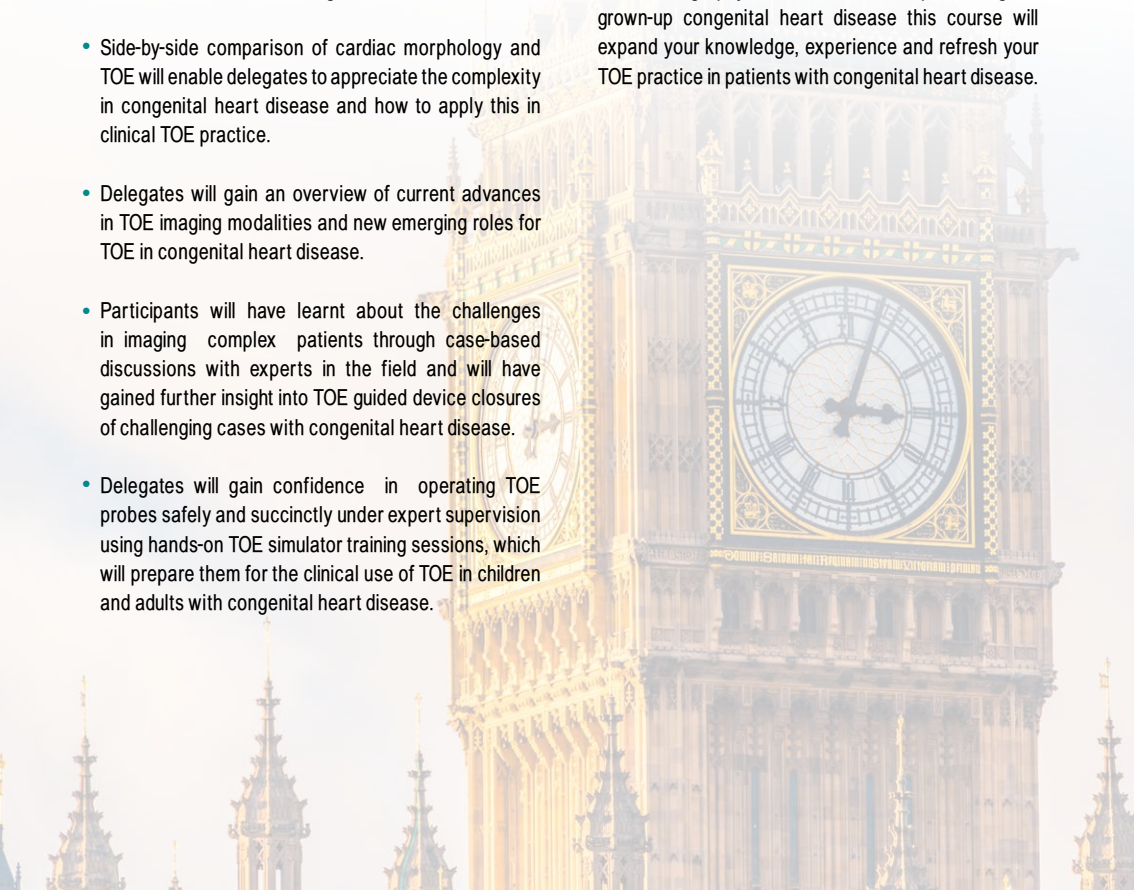 Side-by-side comparison of cardiac morphology and
TOE will enable delegates to appreciate the complexity
in congenital heart disease and how to apply this in
clinical TOE practice.
Delegates will gain an overview of current advances
in TOE imaging modalities and new emerging roles for
TOE in congenital heart disease.
Participants will have learnt about the challenges
in imaging complex patients through case-based
discussions with experts in the field and will have
gained further insight into TOE guided device closures
of challenging cases with congenital heart disease.
Delegates will gain confidence in operating TOE
probes safely and succinctly under expert supervision
using hands-on TOE simulator training sessions, which
will prepare them for the clinical use of TOE in children
and adults with congenital heart disease.
grown-up congenital heart disease this course will
expand your knowledge, experience and refresh your
TOE practice in patients with congenital heart disease.